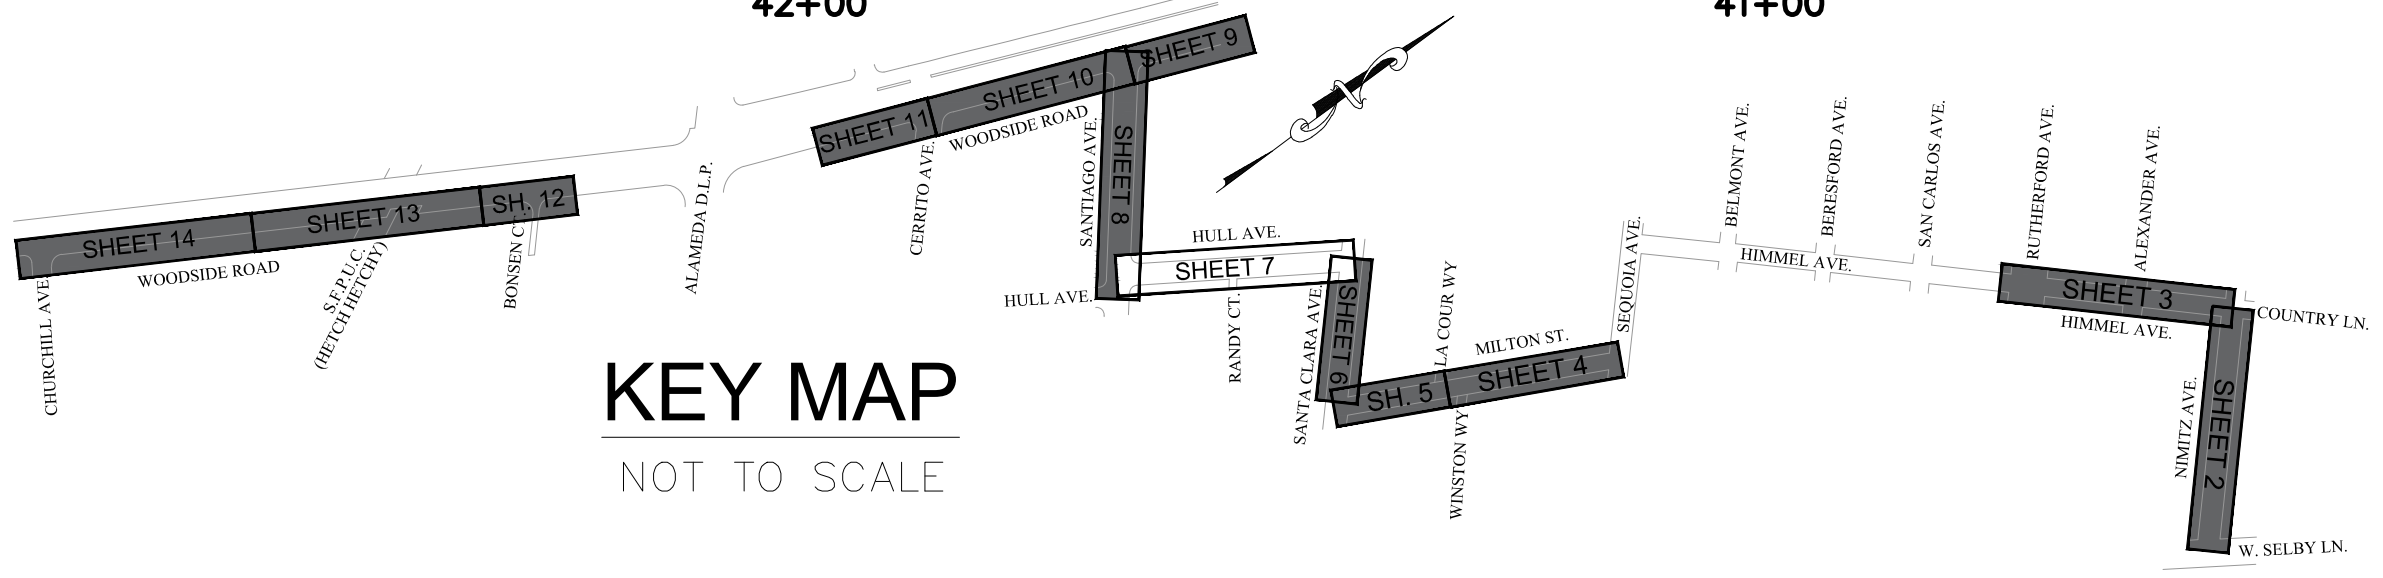 42+00
41+00
SHEET 9
SHEET 10
SHEET 11
WOODSIDE ROAD
SANTIAGO AVE.
SHEET 8
CERRITO AVE.
ALAMEDA D.L.P.
SH. 12
SHEET 13
SHEET 14
WOODSIDE ROAD
BONSEN CT.
S.F.P.U.C.
(HETCH HETCHY)
CHURCHILL AVE.
N
HULL AVE.
SHEET 7
HULL AVE.
RANDY CT.
SANTA CLARA AVE.
SHEET 6
LA COUR WY
MILTON ST.
SH. 5
SHEET 4
WINSTON WY
SEQUOIA AVE.
BELMONT AVE.
BERESFORD AVE.
SAN CARLOS AVE.
RUTHERFORD AVE.
ALEXANDER AVE.
HIMMEL AVE.
SHEET 3
HIMMEL AVE.
COUNTRY LN.
NIMITZ AVE.
SHEET 2
W. SELBY LN.
KEY MAP
NOT TO SCALE